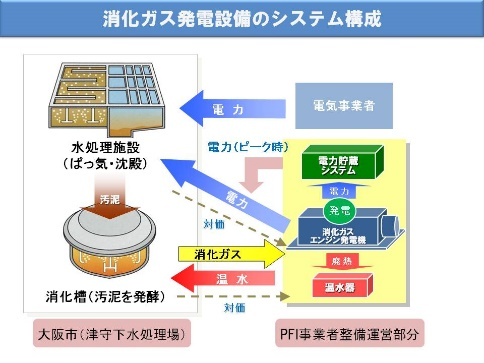 消化ガス発電設備のシステム構成
電力
電気事業者
水処理施設
(ばっ気・沈殿)
電力(ピーク時)
電力貯蔵
システム
電力
汚泥
電力
発電
対価
消化ガス
エンジン発電機
消化ガス
廃熱
温水
温水器
消化槽(汚泥を発酵)
対価
大阪市(津守下水処理場)
PFI事業者整備運営部分